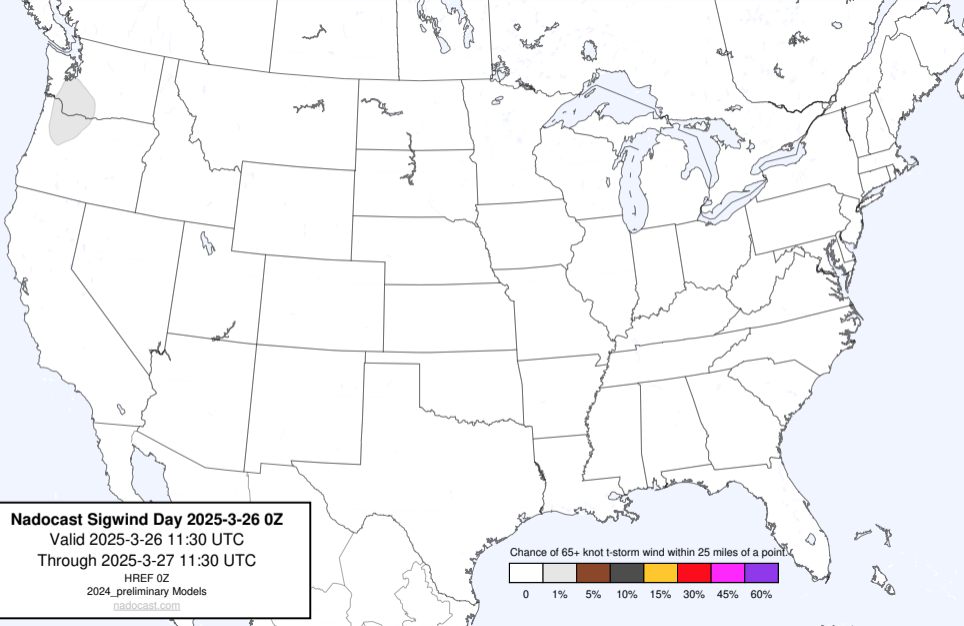 Nadocast Sigwind Day 2025-3-26 0Z
Valid 2025-3-26 11:30 UTC
Through 2025-3-27 11:30 UTC
HREF 0Z
2024_preliminary Models
nadocast.com
Chance of 65+ knot t-storm wind within 25 miles of a point.
0 1% 5% 10% 15% 30% 45% 60%